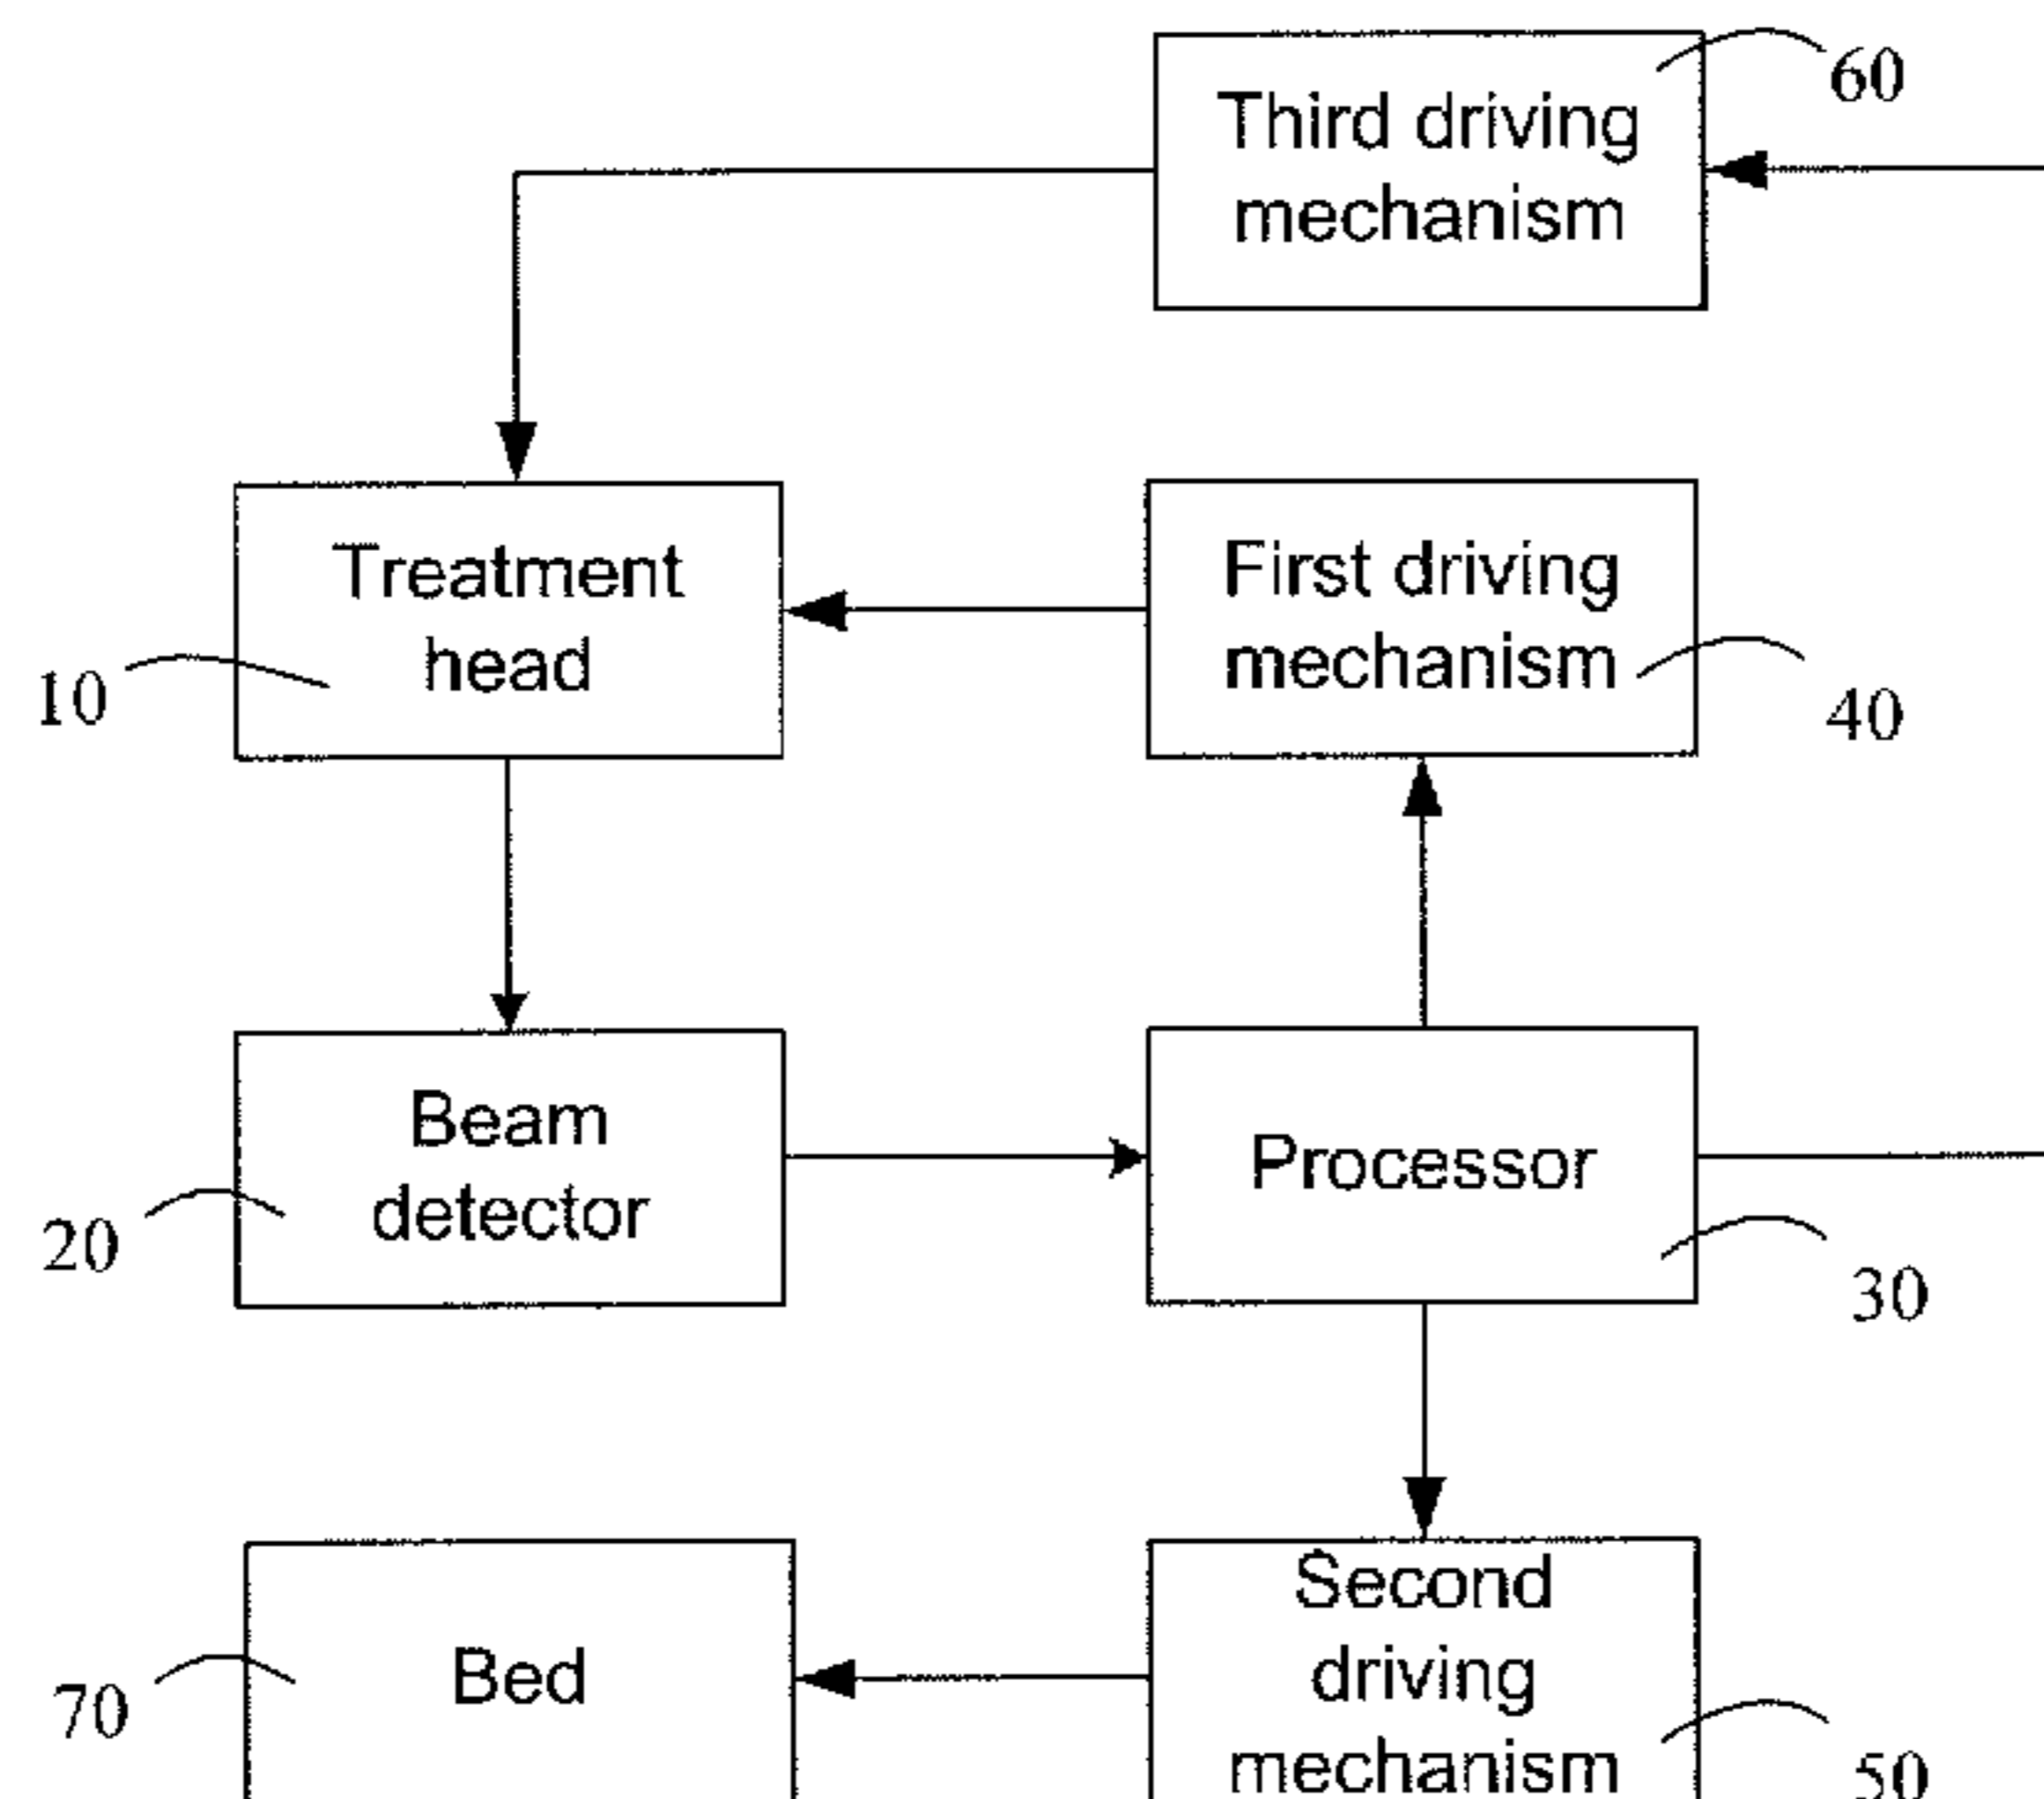 Third driving
mechanism
60
Treatment
head
10
First driving
mechanism
40
Beam
detector
20
Processor
30
Bed
70
Second
driving
mechanism
50